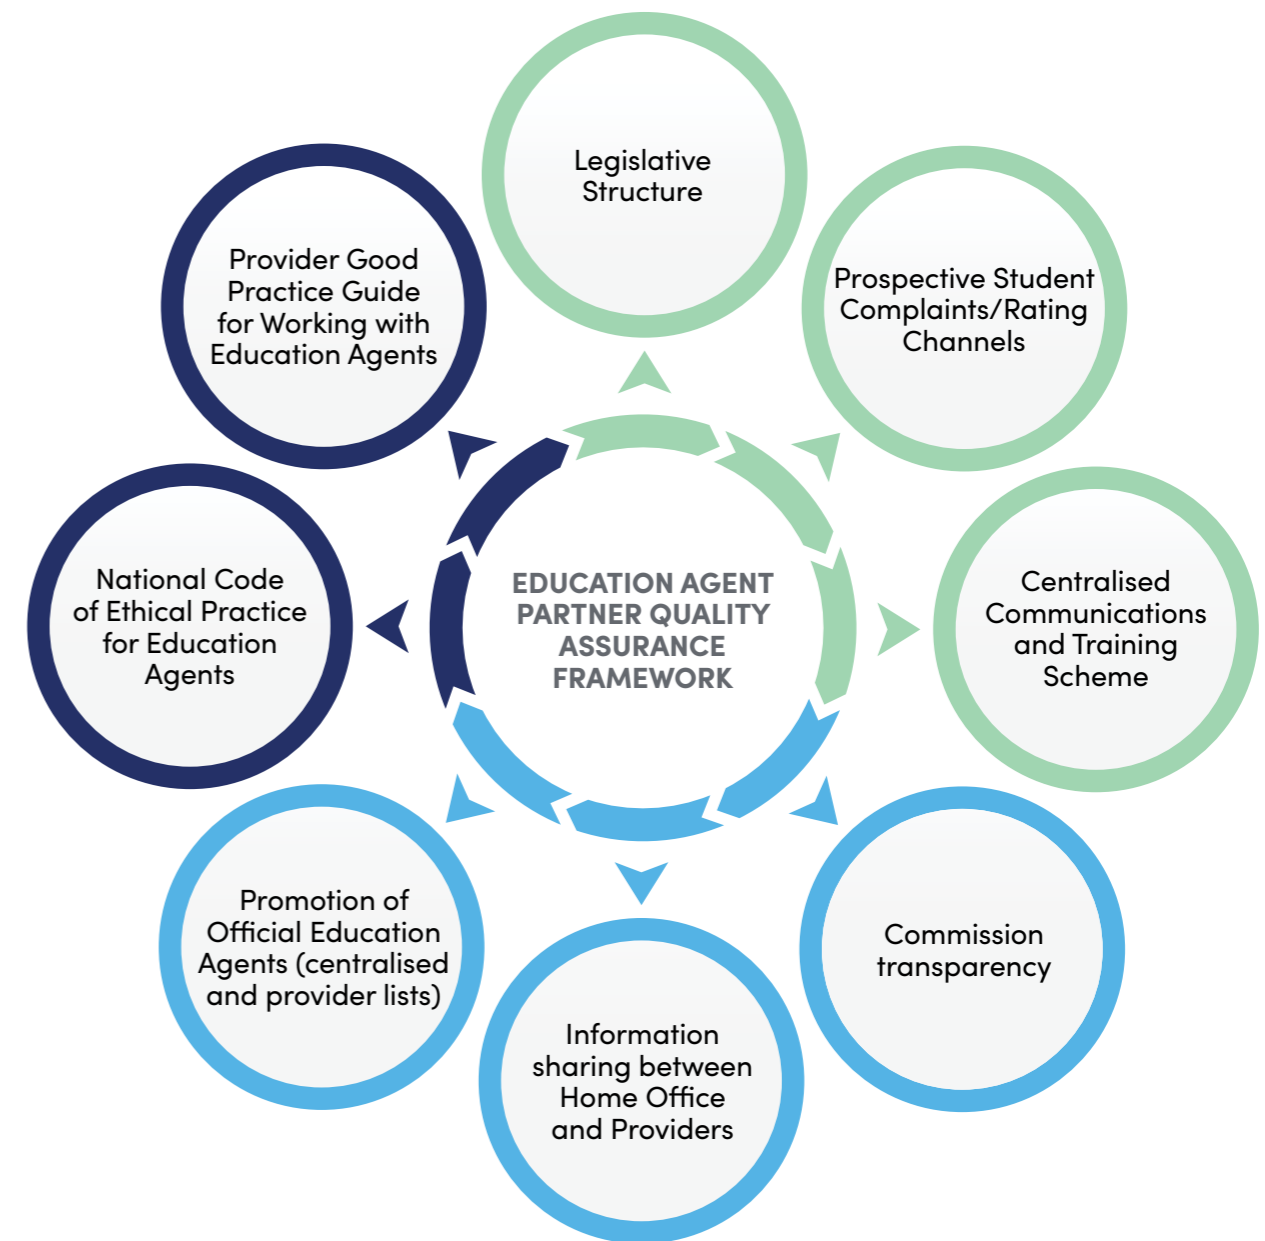 Legislative
Structure
Prospective Student
Complaints/Rating
Channels
Centralised
Communications
and Training
Scheme
Commission
transparency
Information
sharing between
Home Office
and Providers
Promotion of
Official Education
Agents (centralised
and provider lists)
National Code
of Ethical Practice
for Education
Agents
Provider Good
Practice Guide
for Working with
Education Agents
EDUCATION AGENT
PARTNER QUALITY
ASSURANCE
FRAMEWORK